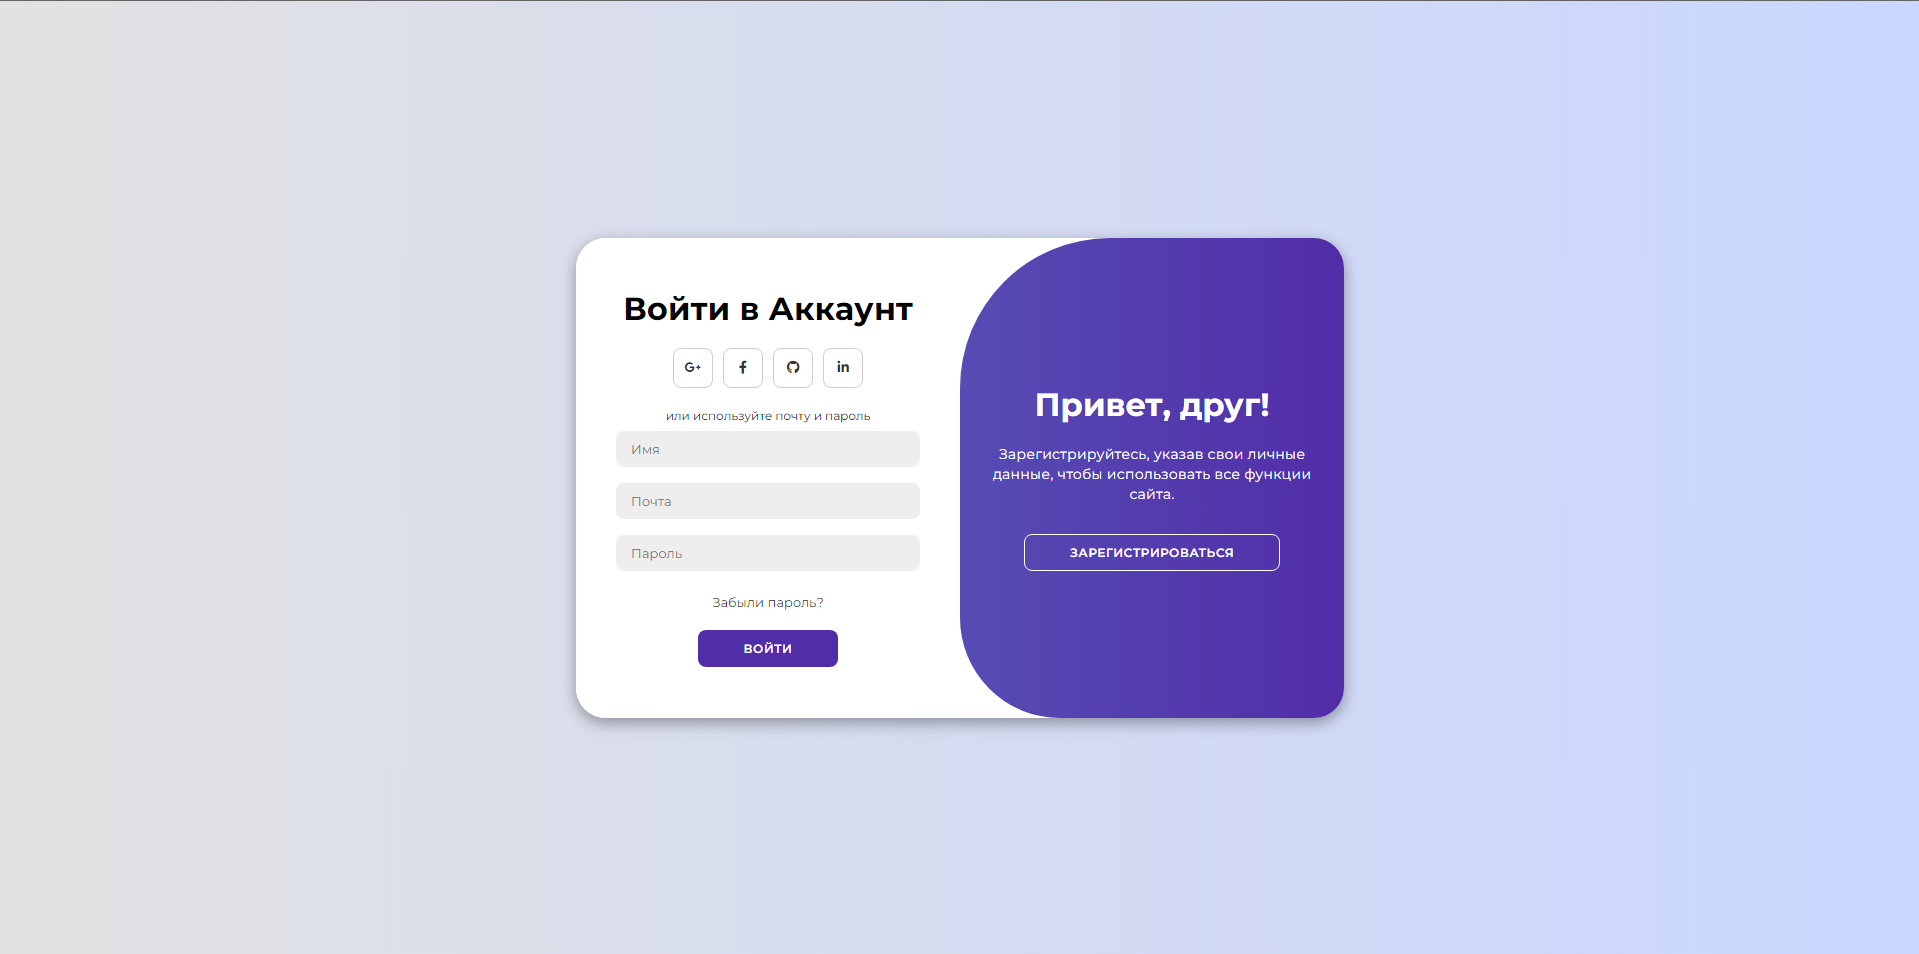 Войти в Аккаунт
G+
f
in
или используйте почту и пароль
Имя
Почта
Пароль
Забыли пароль?
ВОЙТИ
Привет, друг!
Зарегистрируйтесь, указав свои личные
данные, чтобы использовать все функции
сайта.
ЗАРЕГИСТРИРОВАТЬСЯ